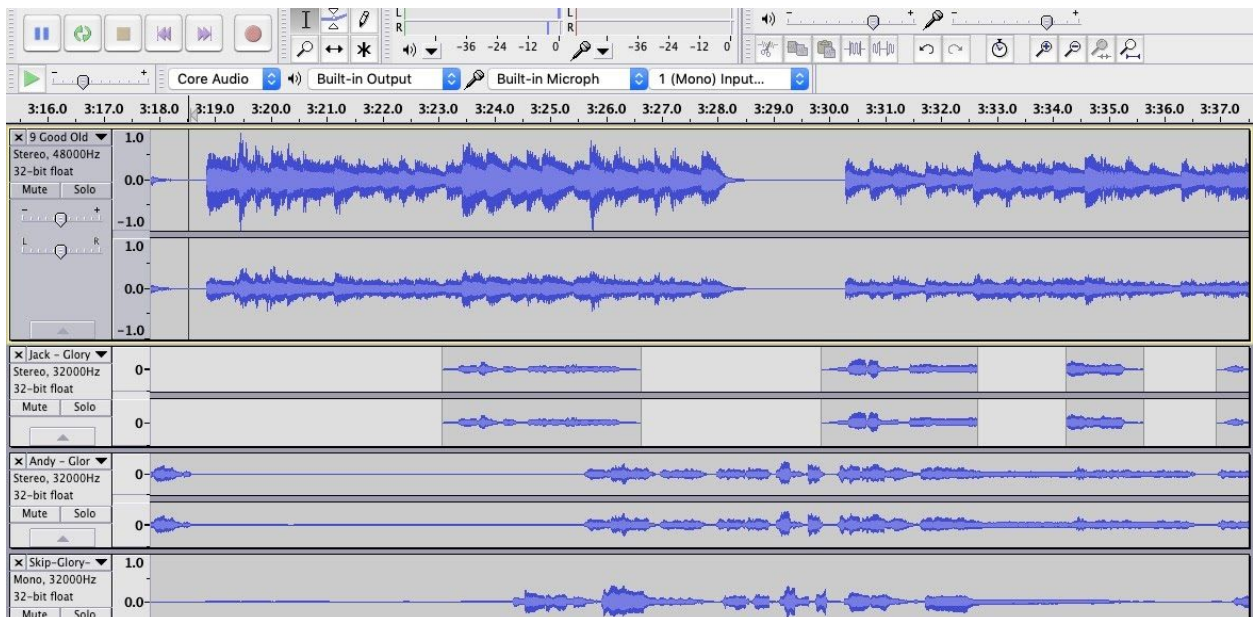 L L
R R
-36 -24 -12 0 -36 -24 -12 0
Core Audio Built-in Output Built-in Microph 1 (Mono) Input...
3:16.0 3:17.0 3:18.0 3:19.0 3:20.0 3:21.0 3:22.0 3:23.0 3:24.0 3:25.0 3:26.0 3:27.0 3:28.0 3:29.0 3:30.0 3:31.0 3:32.0 3:33.0 3:34.0 3:35.0 3:36.0 3:37.0
× 9 Good Old 1.0
Stereo, 48000Hz
32-bit float
Mute Solo 0.0-
- +
-1.0
L R 1.0
0.0-
-1.0
× Jack - Glory
Stereo, 32000Hz 0-
32-bit float
Mute Solo
0-
× Andy - Glor
Stereo, 32000Hz 0-
32-bit float
Mute Solo
0-
× Skip-Glory- 1.0
Mono, 32000Hz
32-bit float
Mute Solo 0.0-